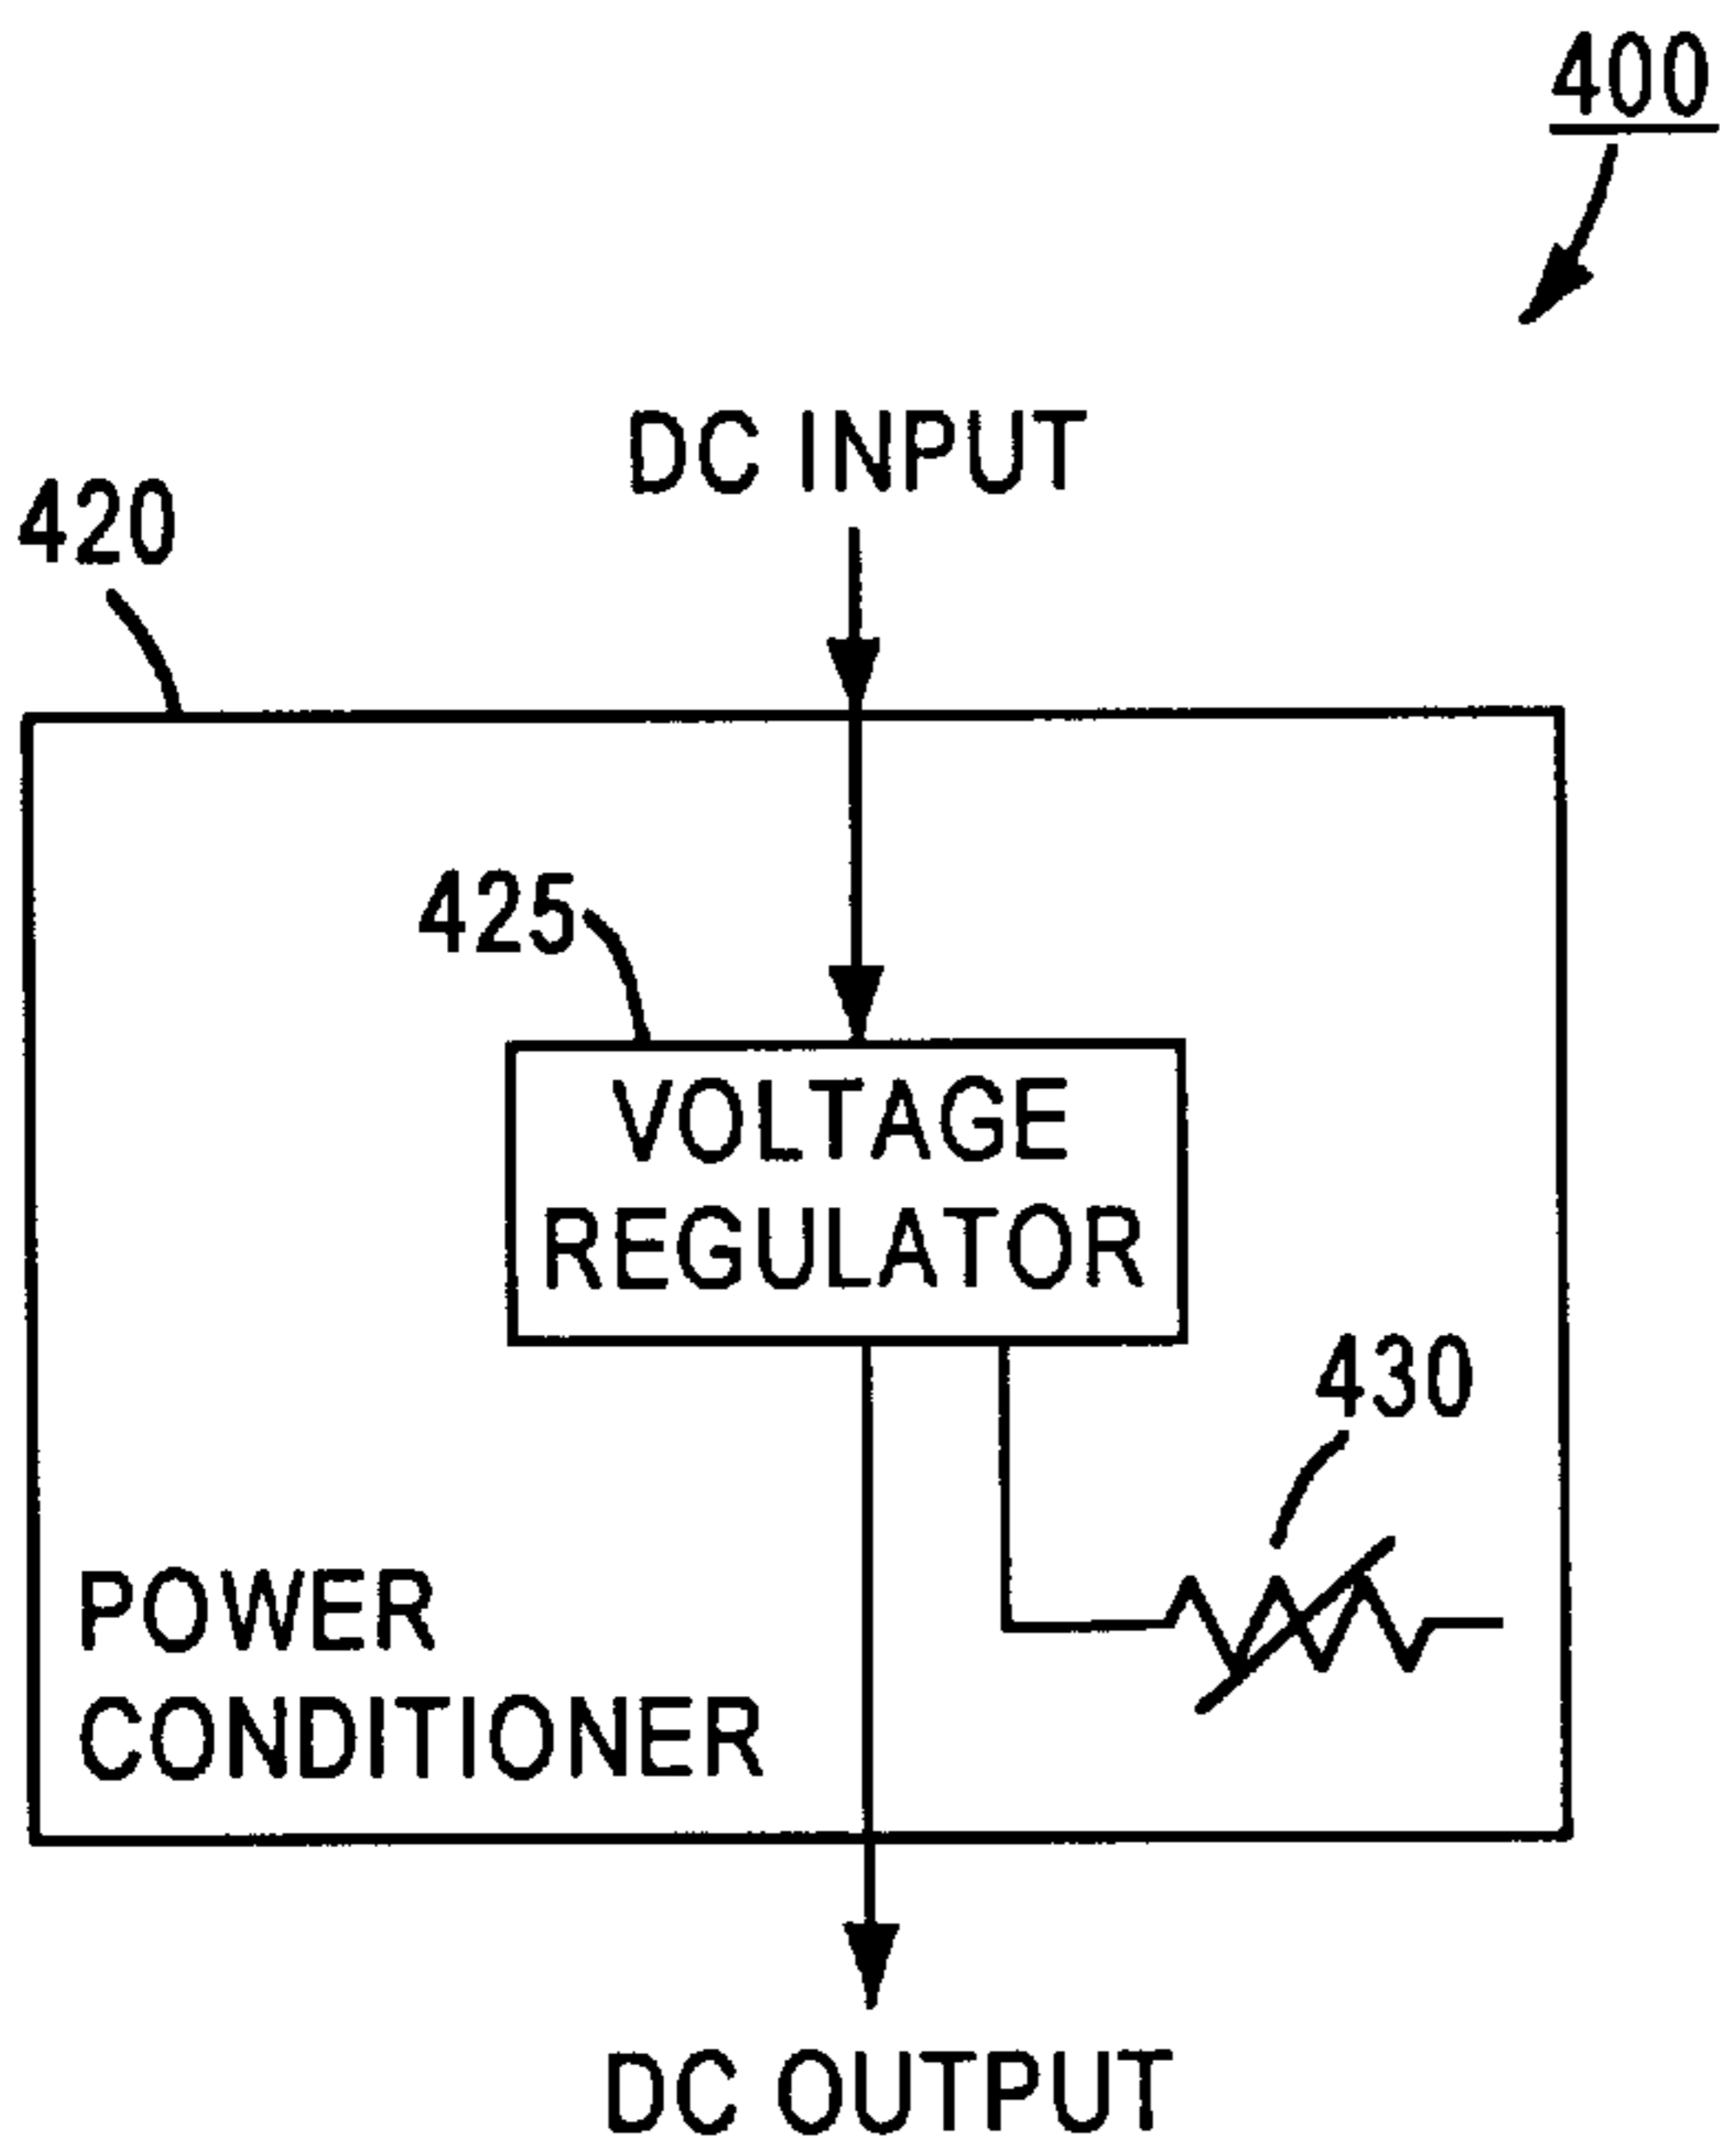 400
DC INPUT
420
425
VOLTAGE
REGULATOR
430
POWER
CONDITIONER
DC OUTPUT